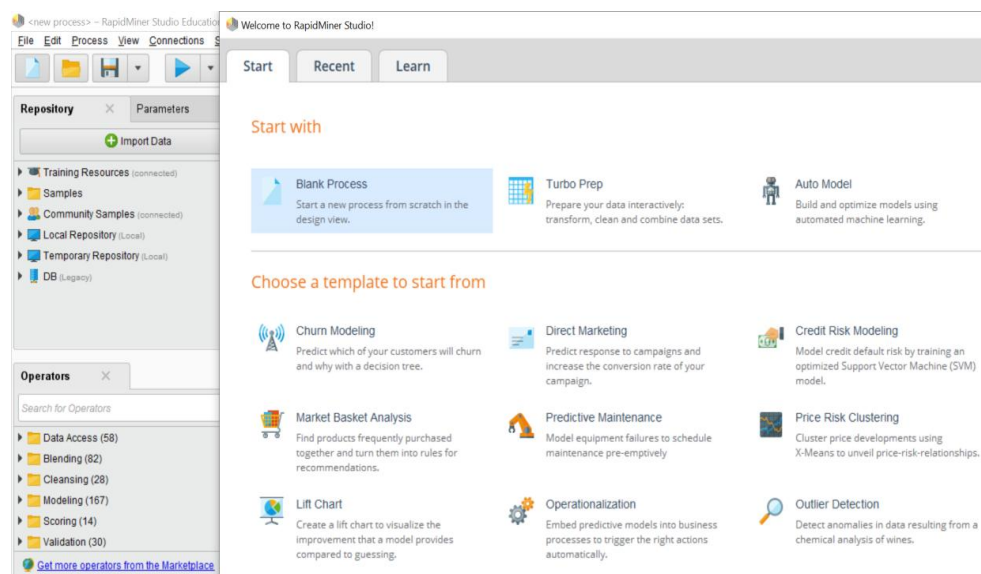 <new process> – RapidMiner Studio Education
File Edit Process View Connections S
Repository
Parameters
Import Data
Training Resources (connected)
Samples
Community Samples (connected)
Local Repository (Local)
Temporary Repository (Local)
DB (Legacy)
Operators
Search for Operators
Data Access (58)
Blending (82)
Cleansing (28)
Modeling (167)
Scoring (14)
Validation (30)
Get more operators from the Marketplace
Welcome to RapidMiner Studio!
Start
Recent
Learn
Start with
Blank Process
Start a new process from scratch in the
design view.
Turbo Prep
Prepare your data interactively:
transform, clean and combine data sets.
Auto Model
Build and optimize models using
automated machine learning.
Choose a template to start from
Churn Modeling
Predict which of your customers will churn
and why with a decision tree.
Direct Marketing
Predict response to campaigns and
increase the conversion rate of your
campaign.
Credit Risk Modeling
Model credit default risk by training an
optimized Support Vector Machine (SVM)
model.
Market Basket Analysis
Find products frequently purchased
together and turn them into rules for
recommendations.
Predictive Maintenance
Model equipment failures to schedule
maintenance pre-emptively
Price Risk Clustering
Cluster price developments using
X-Means to unveil price-risk-relationships.
Lift Chart
Create a lift chart to visualize the
improvement that a model provides
compared to guessing.
Operationalization
Embed predictive models into business
processes to trigger the right actions
automatically.
Outlier Detection
Detect anomalies in data resulting from a
chemical analysis of wines.